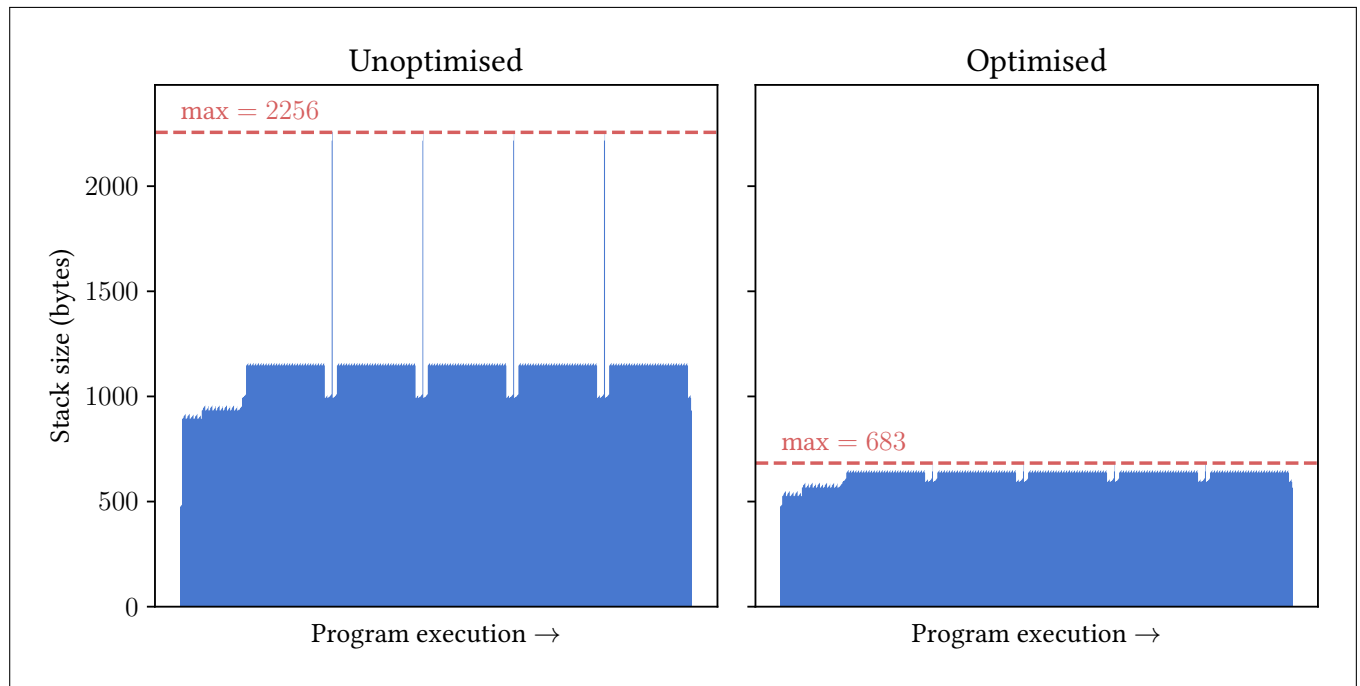 Unoptimised
max = 2256
2000
1500
1000
500
0
Stack size (bytes)
Program execution →
Optimised
max = 683
Program execution →